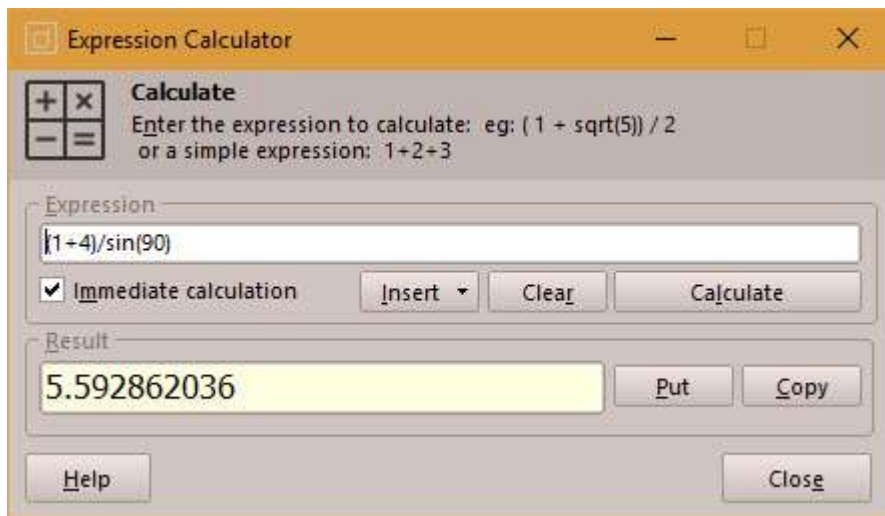 Expression Calculator
Calculate
Enter the expression to calculate: eg: ( 1 + sqrt(5)) / 2
or a simple expression: 1+2+3
Expression
(1+4)/sin(90)
Immediate calculation
Insert
Clear
Calculate
Result
5.592862036
Put
Copy
Help
Close